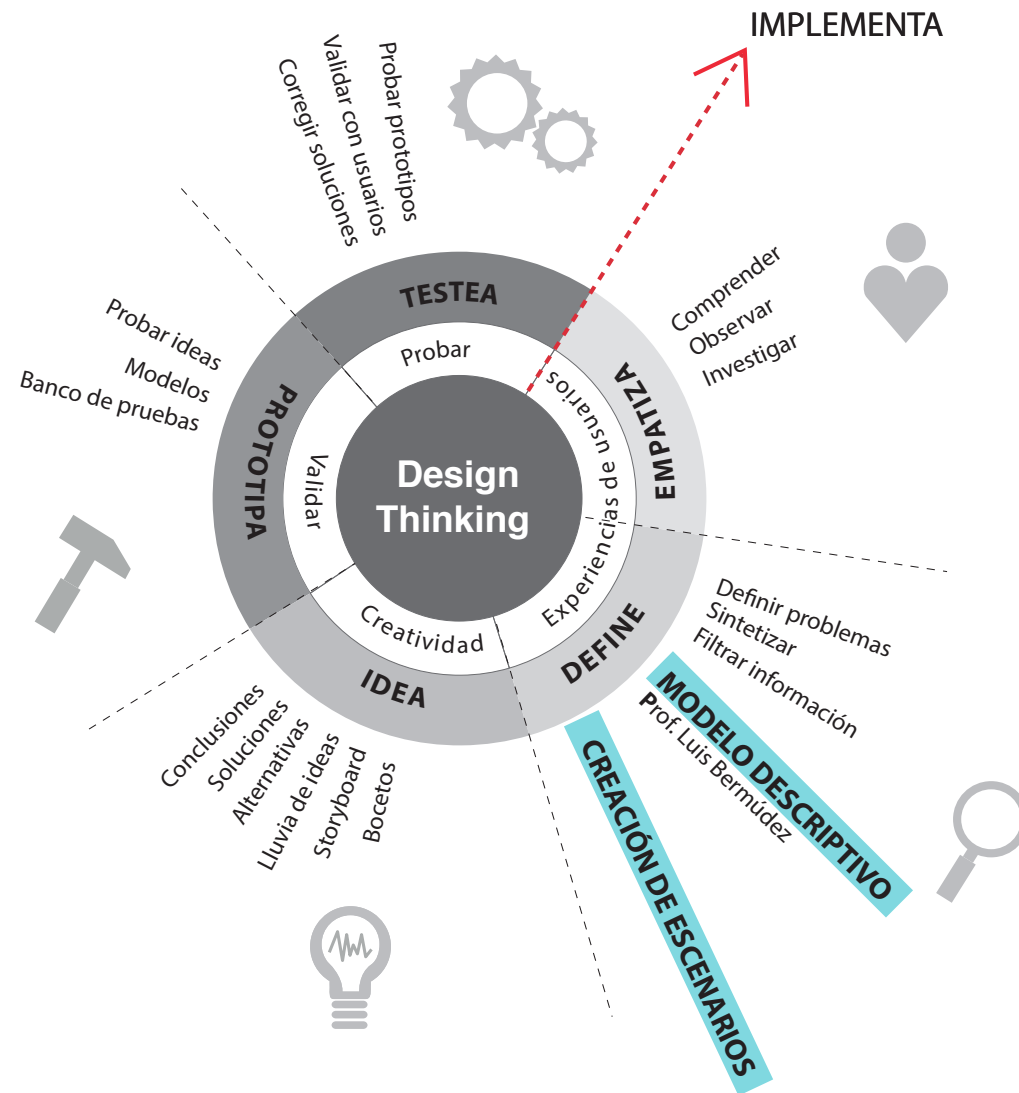 IMPLEMENTA
Probar prototipos
Validar con usuarios
Corregir soluciones
TESTEA
Probar
Comprender
Observar
Investigar
EMPATIZA
Experiencias de usuarios
Probar ideas
Modelos
Banco de pruebas
PROTOTIPA
Validar
Design
Thinking
Definir problemas
Sintetizar
Filtrar información
MODELO DESCRIPTIVO
Prof. Luis Bermúdez
CREACIÓN DE ESCENARIOS
DEFINE
Creatividad
IDEA
Conclusiones
Soluciones
Alternativas
Lluvia de ideas
Storyboard
Bocetos